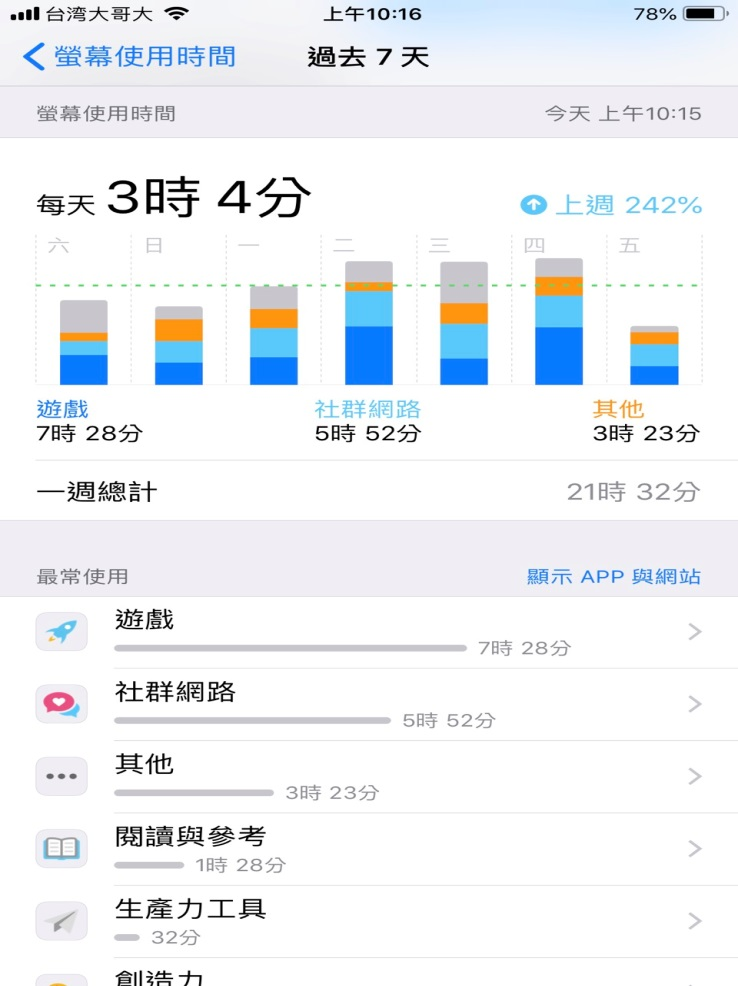 台湾大哥大 上午10:16 78%
螢幕使用時間 過去 7 天
螢幕使用時間 今天 上午10:15
每天 3時 4分 上週 242%
六 日 一 二 三 四 五
遊戲 社群網路 其他
7時 28分 5時 52分 3時 23分
一週總計 21時 32分
最常使用 顯示 APP 與網站
遊戲
7時 28分
社群網路
5時 52分
其他
3時 23分
閱讀與參考
1時 28分
生產力工具
32分
創造力